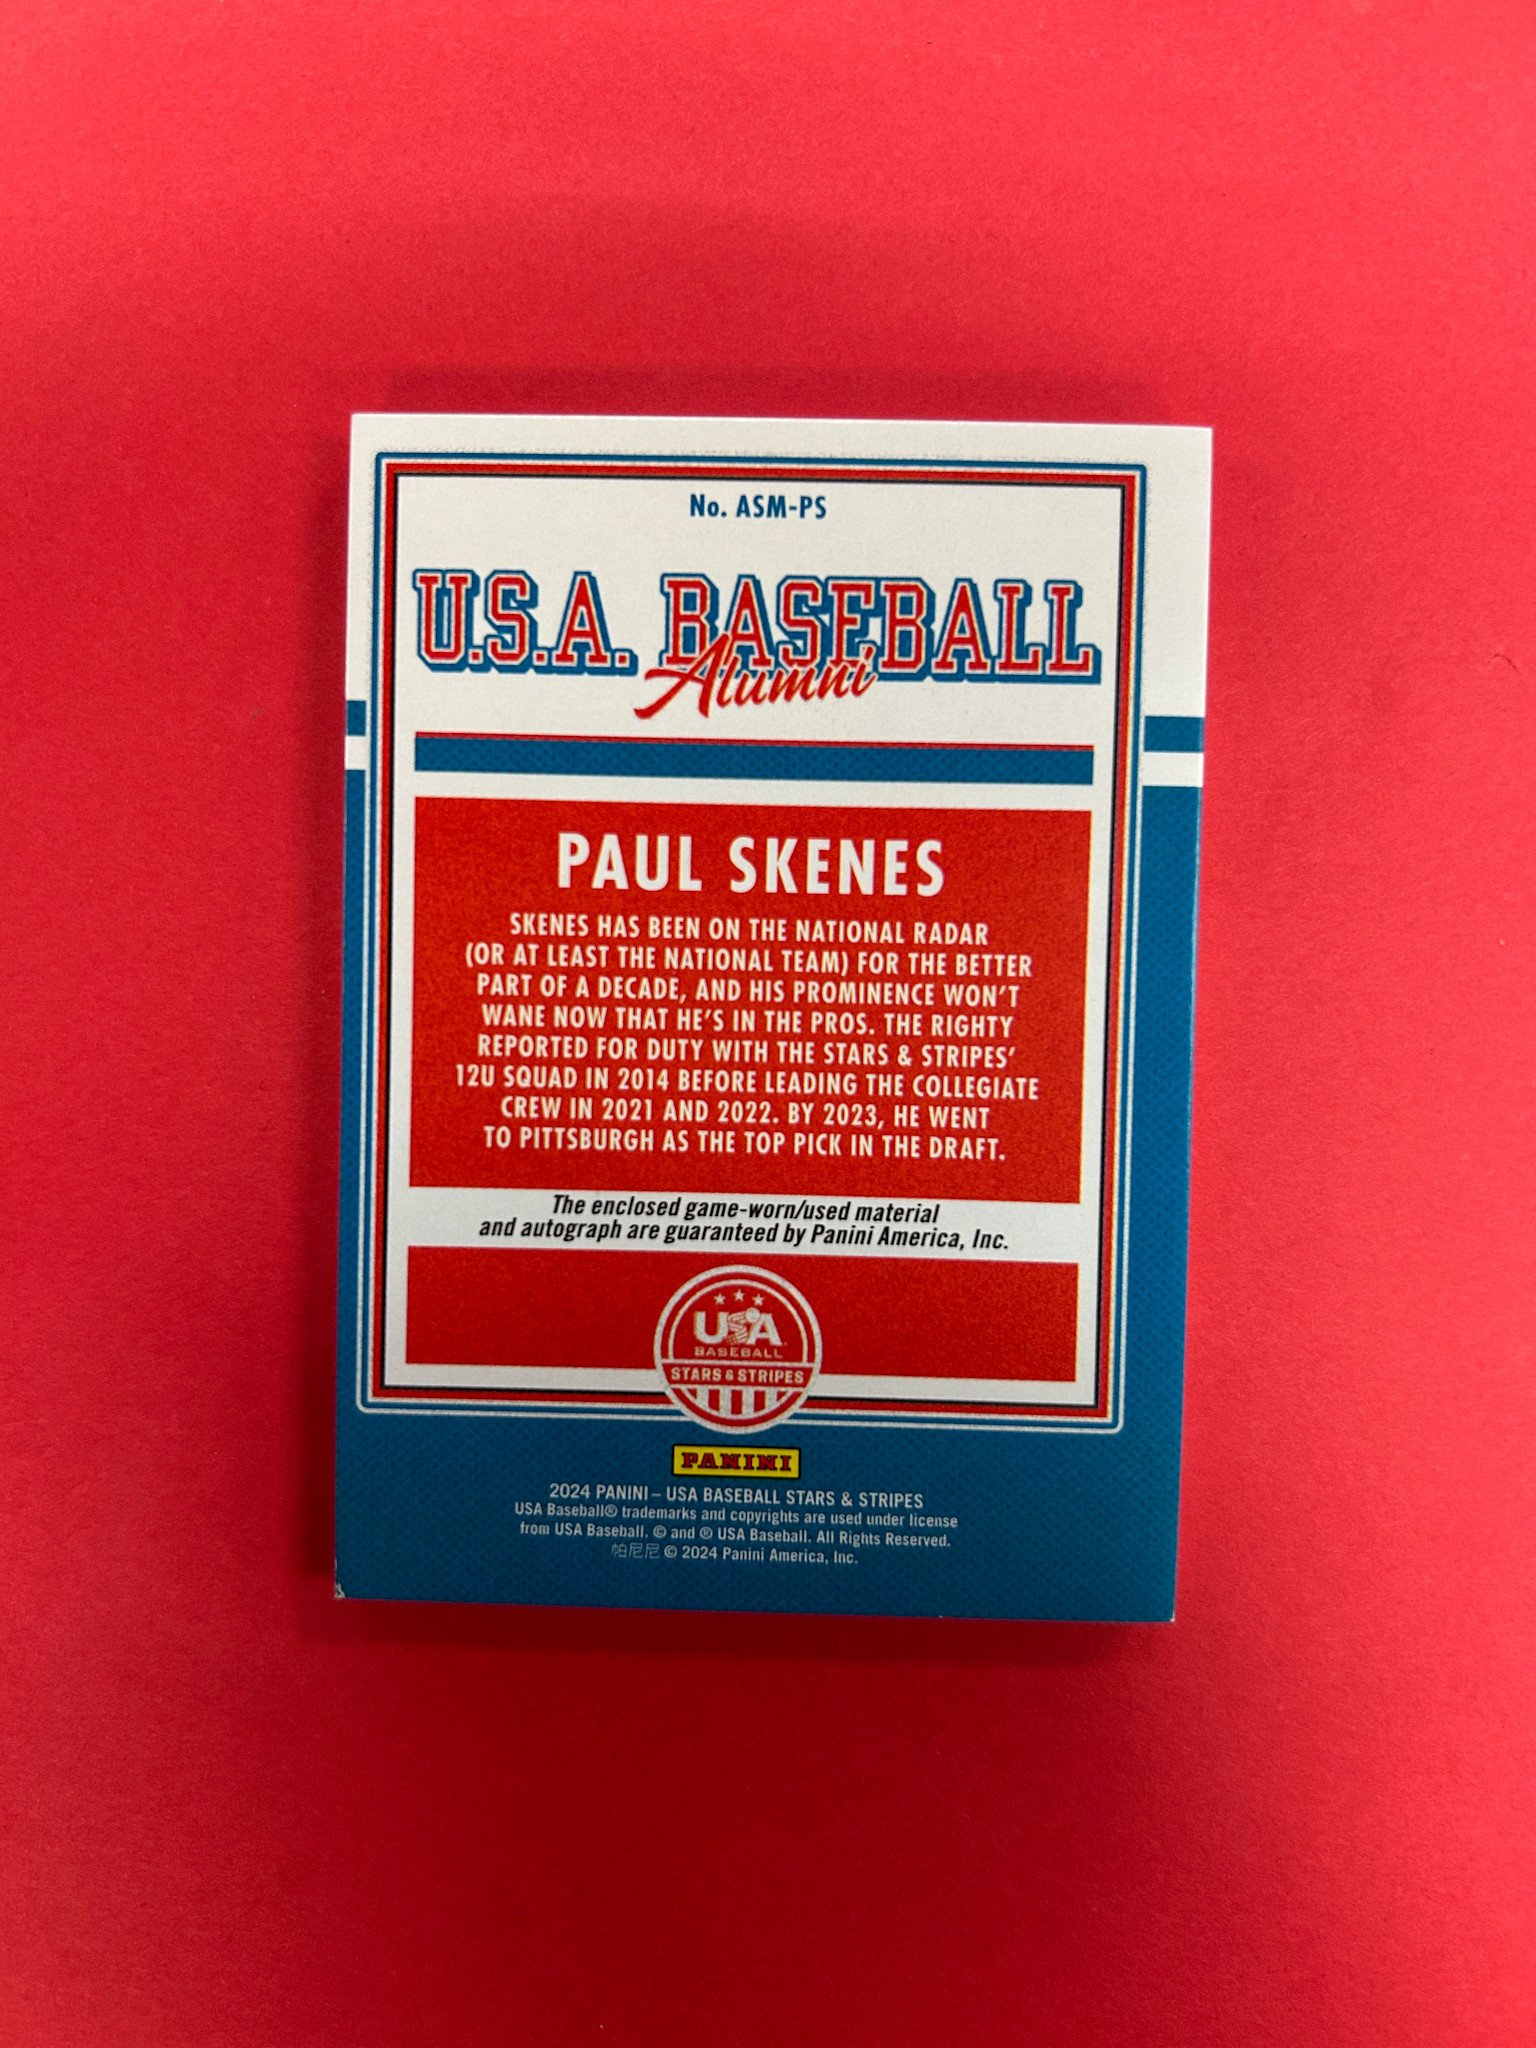 No. ASM-PS
U.S.A. BASEBALL
Alumni
PAUL SKENES
SKENES HAS BEEN ON THE NATIONAL RADAR
(OR AT LEAST THE NATIONAL TEAM) FOR THE BETTER
PART OF A DECADE, AND HIS PROMINENCE WON'T
WANE NOW THAT HE'S IN THE PROS. THE RIGHTY
REPORTED FOR DUTY WITH THE STARS & STRIPES'
12U SQUAD IN 2014 BEFORE LEADING THE COLLEGIATE
CREW IN 2021 AND 2022. BY 2023, HE WENT
TO PITTSBURGH AS THE TOP PICK IN THE DRAFT.
The enclosed game-worn/used material
and autograph are guaranteed by Panini America, Inc.
USA
BASEBALL
STARS & STRIPES
PANINI
2024 PANINI – USA BASEBALL STARS & STRIPES
USA Baseball® trademarks and copyrights are used under license
from USA Baseball. © and ® USA Baseball. All Rights Reserved.
帕尼尼 © 2024 Panini America, Inc.